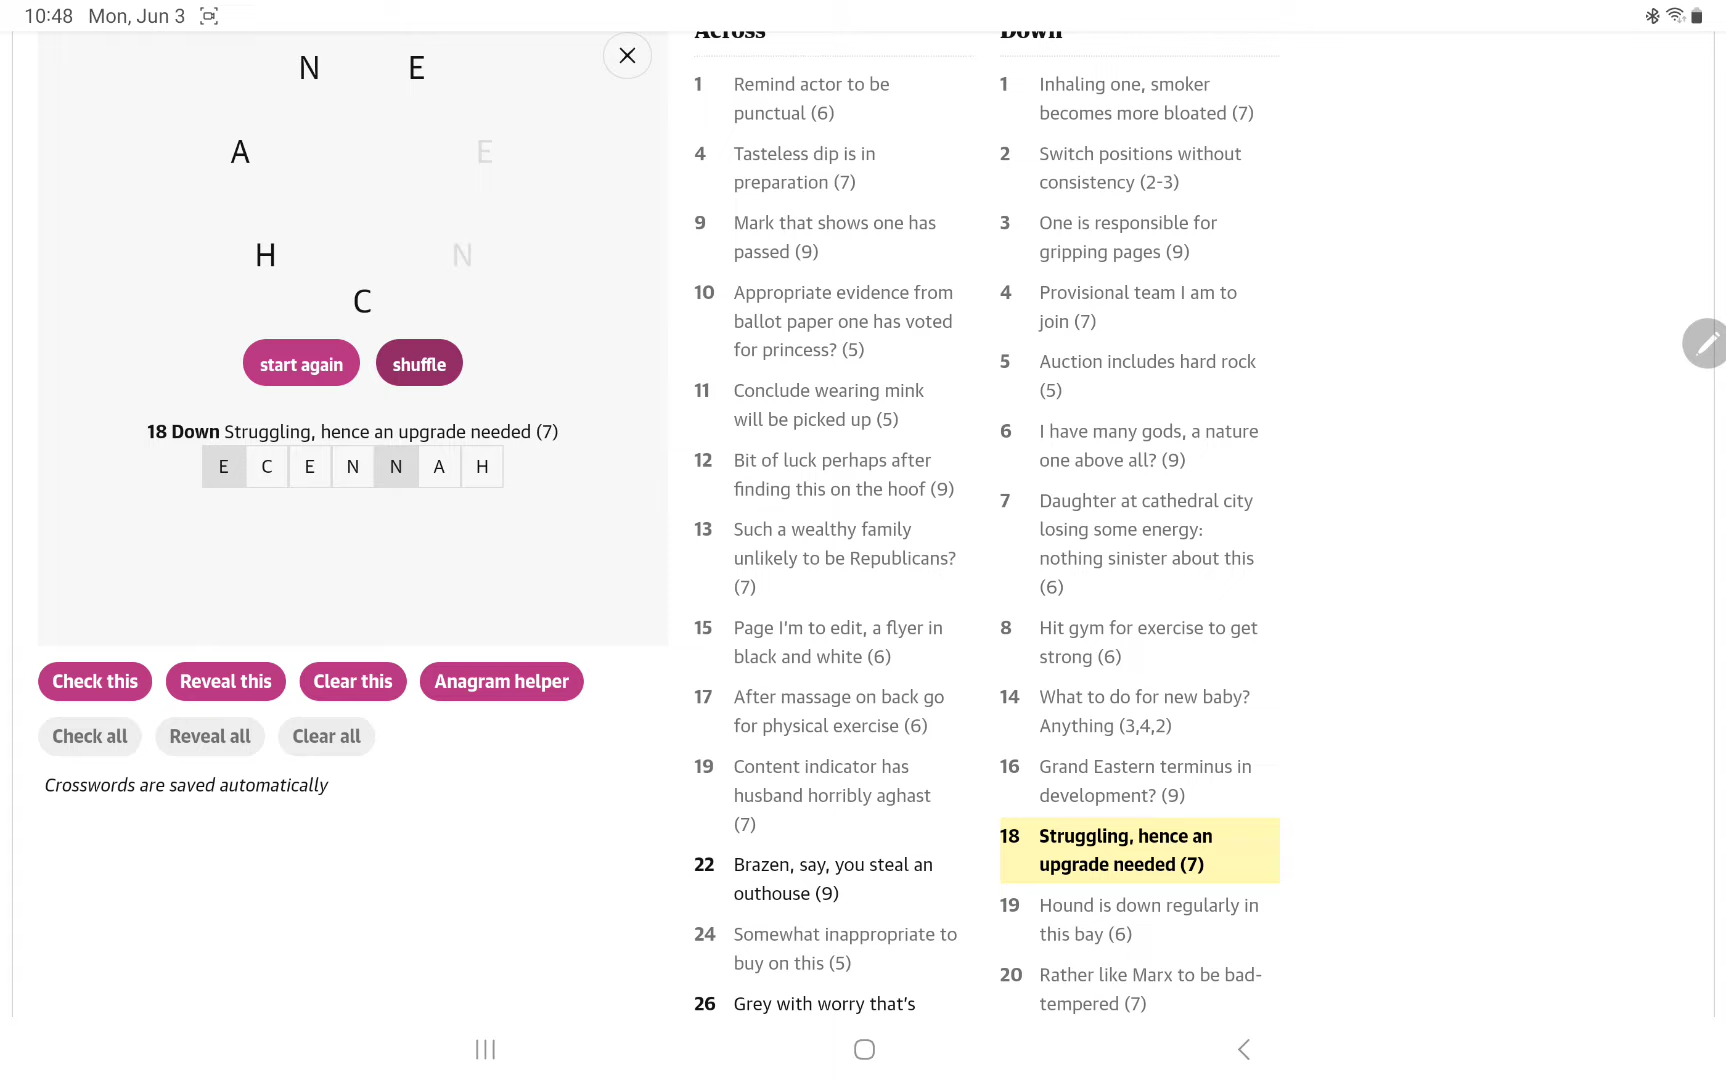 10:48 Mon, Jun 3
N E
A E
H N
C
start again shuffle
18 Down Struggling, hence an upgrade needed (7)
E C E N N A H
Check this Reveal this Clear this Anagram helper
Check all Reveal all Clear all
Crosswords are saved automatically
Across
1 Remind actor to be
punctual (6)
4 Tasteless dip is in
preparation (7)
9 Mark that shows one has
passed (9)
10 Appropriate evidence from
ballot paper one has voted
for princess? (5)
11 Conclude wearing mink
will be picked up (5)
12 Bit of luck perhaps after
finding this on the hoof (9)
13 Such a wealthy family
unlikely to be Republicans?
(7)
15 Page I'm to edit, a flyer in
black and white (6)
17 After massage on back go
for physical exercise (6)
19 Content indicator has
husband horribly aghast
(7)
22 Brazen, say, you steal an
outhouse (9)
24 Somewhat inappropriate to
buy on this (5)
26 Grey with worry that's
Down
1 Inhaling one, smoker
becomes more bloated (7)
2 Switch positions without
consistency (2-3)
3 One is responsible for
gripping pages (9)
4 Provisional team I am to
join (7)
5 Auction includes hard rock
(5)
6 I have many gods, a nature
one above all? (9)
7 Daughter at cathedral city
losing some energy:
nothing sinister about this
(6)
8 Hit gym for exercise to get
strong (6)
14 What to do for new baby?
Anything (3,4,2)
16 Grand Eastern terminus in
development? (9)
18 Struggling, hence an
upgrade needed (7)
19 Hound is down regularly in
this bay (6)
20 Rather like Marx to be bad-
tempered (7)